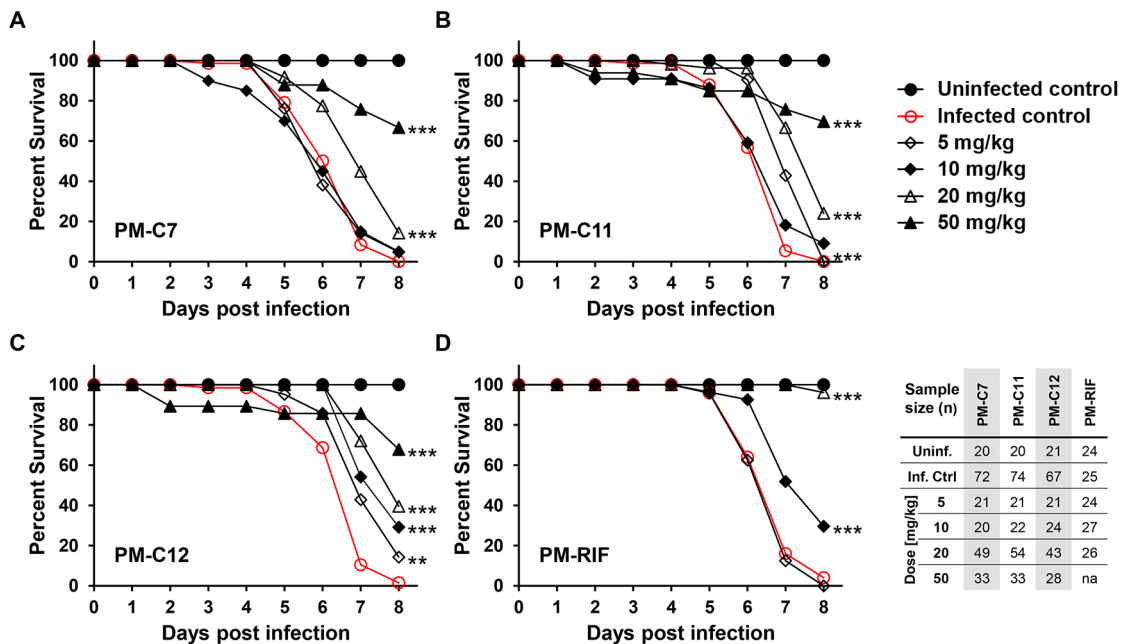 A
100
80
60
40
20
0
Percent Survival
PM-C7
***
***
0 1 2 3 4 5 6 7 8
Days post infection
B
100
80
60
40
20
0
Percent Survival
PM-C11
***
***
***
0 1 2 3 4 5 6 7 8
Days post infection
Uninfected control
Infected control
5 mg/kg
10 mg/kg
20 mg/kg
50 mg/kg
C
100
80
60
40
20
0
Percent Survival
PM-C12
***
***
***
**
0 1 2 3 4 5 6 7 8
Days post infection
D
100
80
60
40
20
0
Percent Survival
PM-RIF
***
***
0 1 2 3 4 5 6 7 8
Days post infection
Sample size (n) PM-C7 PM-C11 PM-C12 PM-RIF
Uninf. 20 20 21 24
Inf. Ctrl 72 74 67 25
Dose [mg/kg]
5 21 21 21 24
10 20 22 24 27
20 49 54 43 26
50 33 33 28 na